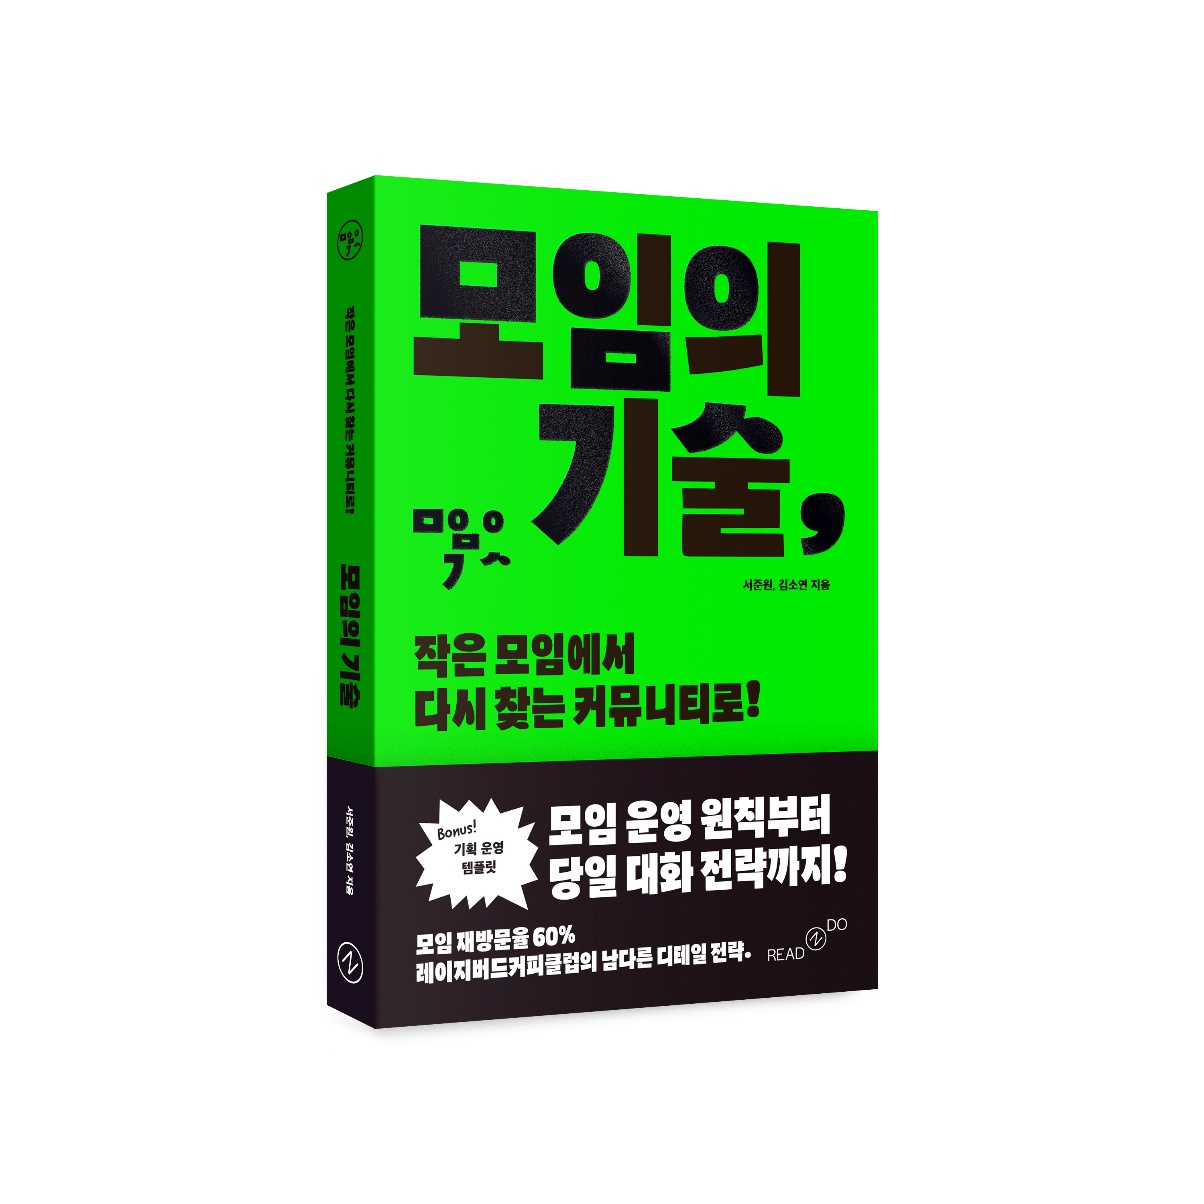 모임의
기술,
서준원, 김소연 지음
작은 모임에서
다시 찾는 커뮤니티로!
Bonus!
기획 운영
템플릿
모임 운영 원칙부터
당일 대화 전략까지!
모임 재방문율 60%
레이지버드커피클럽의 남다른 디테일 전략.
READ N DO
작은 모임에서 다시 찾는 커뮤니티로!
모임의 기술
서준원, 김소연 지음
N